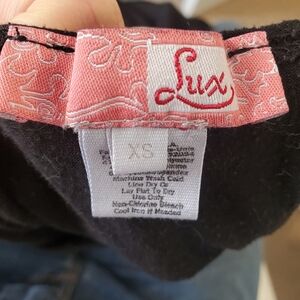 Lux
XS
Machine Wash Cold
Line Dry Or
Lay Flat To Dry
Use Only
Non-Chlorine Bleach
Cool Iron if Needed